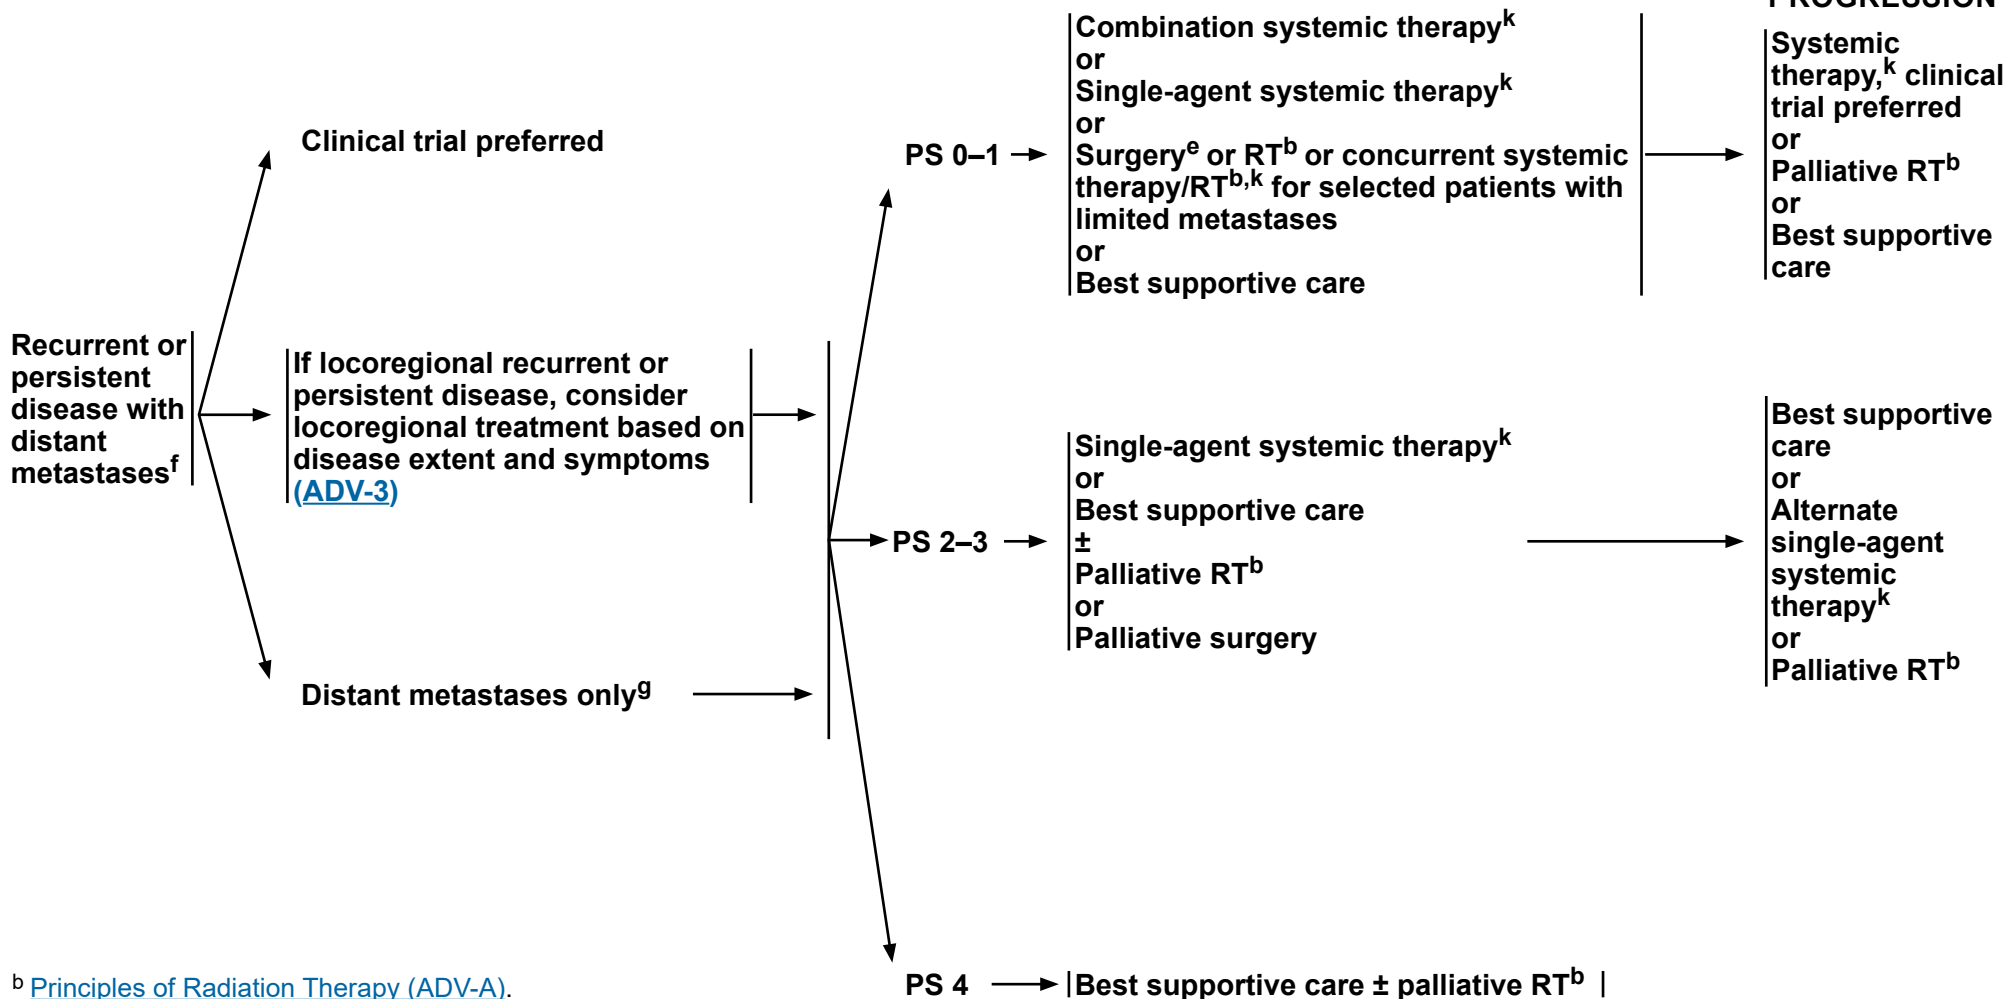 PROGRESSION
Recurrent or
persistent
disease with
distant
metastasesf
Clinical trial preferred
If locoregional recurrent or
persistent disease, consider
locoregional treatment based on
disease extent and symptoms
(ADV-3)
Distant metastases onlyg
PS 0–1
Combination systemic therapyk
or
Single-agent systemic therapyk
or
Surgerye or RTb or concurrent systemic
therapy/RTb,k for selected patients with
limited metastases
or
Best supportive care
Systemic
therapy,k clinical
trial preferred
or
Palliative RTb
or
Best supportive
care
PS 2–3
Single-agent systemic therapyk
or
Best supportive care
±
Palliative RTb
or
Palliative surgery
Best supportive
care
or
Alternate
single-agent
systemic
therapyk
or
Palliative RTb
PS 4
Best supportive care ± palliative RTb
b Principles of Radiation Therapy (ADV-A).